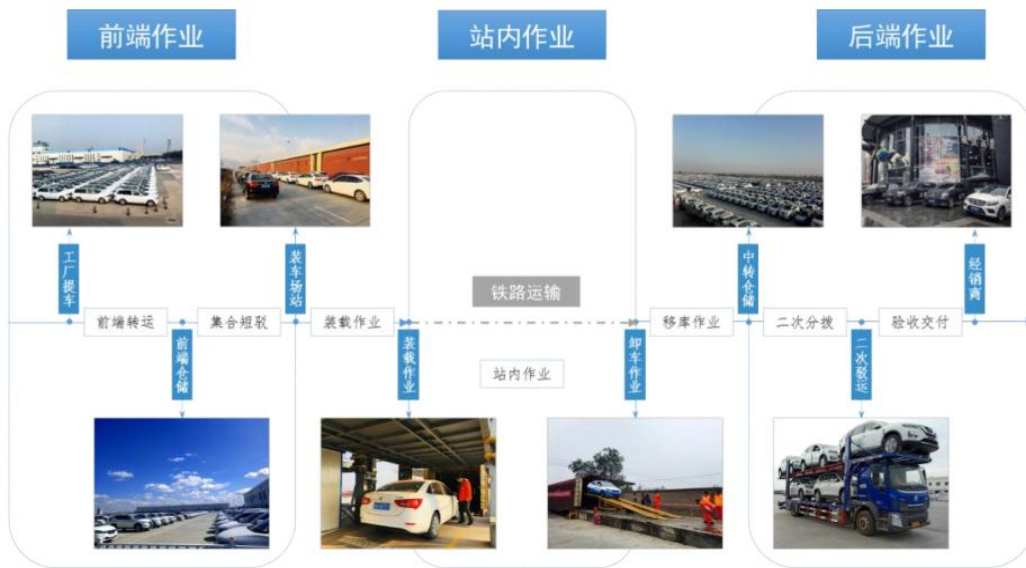 前端作业
站内作业
后端作业
工厂提车
装车场站
中转仓储
经销商
铁路运输
前端转运
集合短驳
装载作业
移库作业
二次分拨
验收交付
前端仓储
装载作业
站内作业
卸车作业
二次驳运